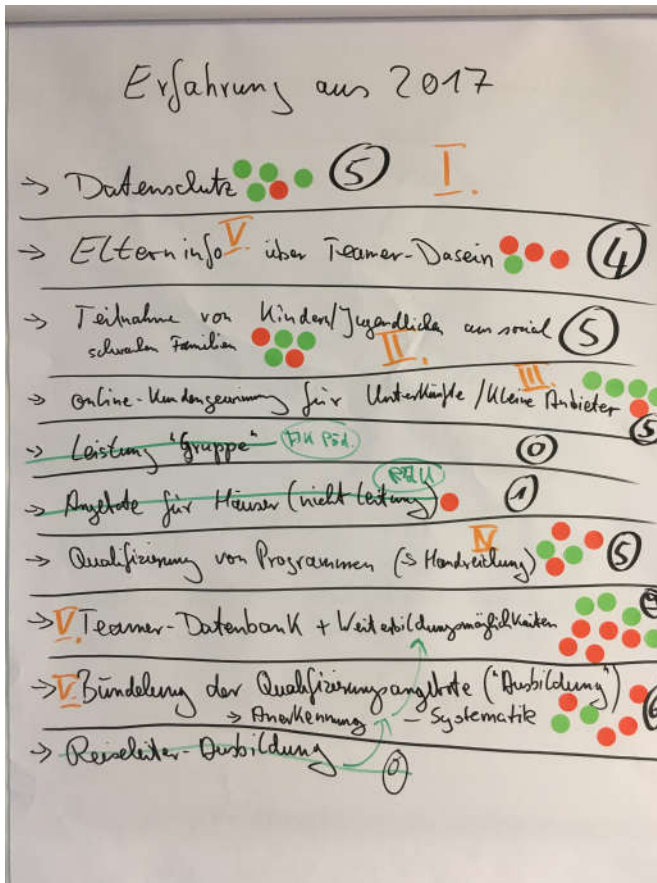 Erfahrung aus 2017
→ Datenschutz 5 I.
→ Elterninfo V über Teamer-Dasein 4
→ Teilnahme von Kindern/Jugendlichen aus sozial 5
schwachen Familien II.
→ online-Kundengewinnung für Unterkünfte/Kleine Anbieter III. 5
→ Leistung "Gruppe" 0
→ Angebote für Häuser (nicht Leitung) 1
→ Qualifizierung von Programmen (→ Handreichung) IV 5
→ V. Teamer-Datenbank + Weiterbildungsmöglichkeiten 9
→ V. Bündelung der Qualifizierungsangebote ("Ausbildung") 6
→ Anerkennung – Systematik
→ Reiseleiter-Ausbildung 0